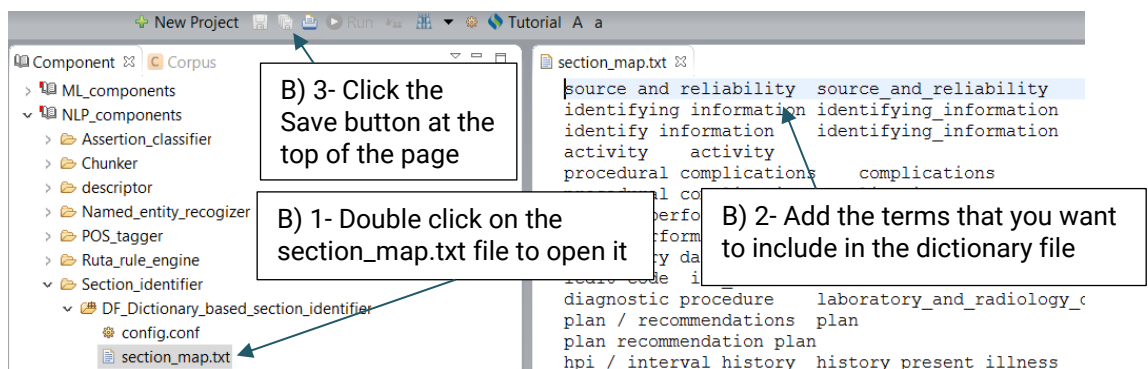 New Project Run Tutorial A a
Component Corpus
ML_components
NLP_components
Assertion_classifier
Chunker
descriptor
Named_entity_recogizer
POS_tagger
Ruta_rule_engine
Section_identifier
DF_Dictionary_based_section_identifier
config.conf
section_map.txt
B) 3- Click the
Save button at the
top of the page
B) 1- Double click on the
section_map.txt file to open it
section_map.txt
source and reliability source_and_reliability
identifying information identifying_information
identify information identifying_information
activity activity
procedural complications complications
B) 2- Add the terms that you want
to include in the dictionary file
diagnostic procedure laboratory_and_radiology_
plan / recommendations plan
plan recommendation plan
hpi / interval history history present illness